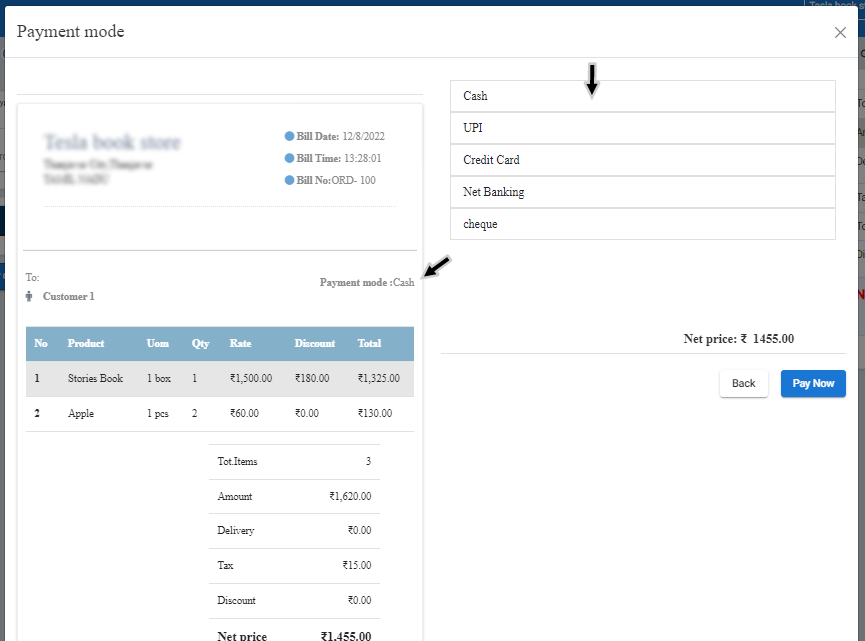 Tesla book st
Payment mode
Tesla book store
Bill Date: 12/8/2022
Bill Time: 13:28:01
TAMIL NADU
Bill No:ORD- 100
To:
Customer 1
Payment mode :Cash
No Product Uom Qty Rate Discount Total
1 Stories Book 1 box 1 ₹1,500.00 ₹180.00 ₹1,325.00
2 Apple 1 pcs 2 ₹60.00 ₹0.00 ₹130.00
Tot.Items 3
Amount ₹1,620.00
Delivery ₹0.00
Tax ₹15.00
Discount ₹0.00
Net price ₹1,455.00
Cash
UPI
Credit Card
Net Banking
cheque
Net price: ₹ 1455.00
Back Pay Now